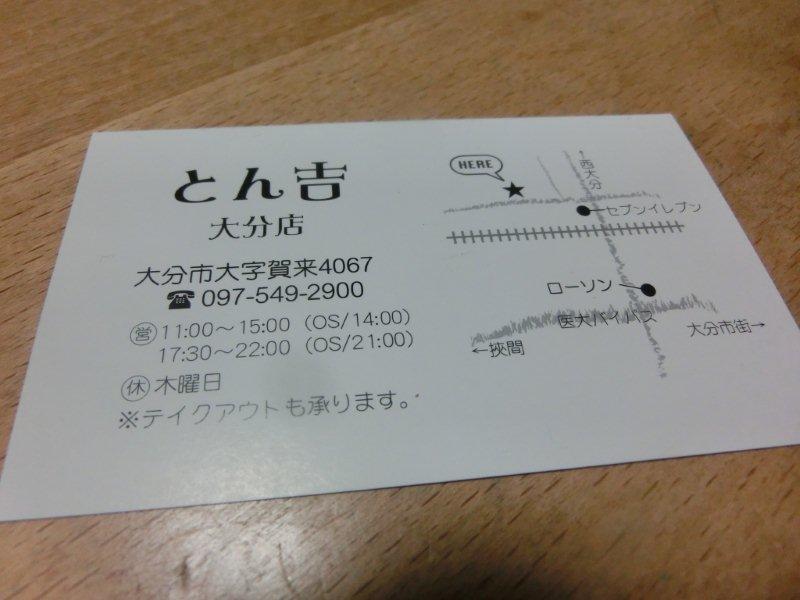 とん吉
大分店
大分市大字賀来4067
☎ 097-549-2900
㊢ 11:00～15:00（OS/14:00）
17:30～22:00（OS/21:00）
㊡ 木曜日
※テイクアウトも承ります。
HERE
★
↑西大分
セブンイレブン
ローソン
医大バイパス
←挾間
大分市街→